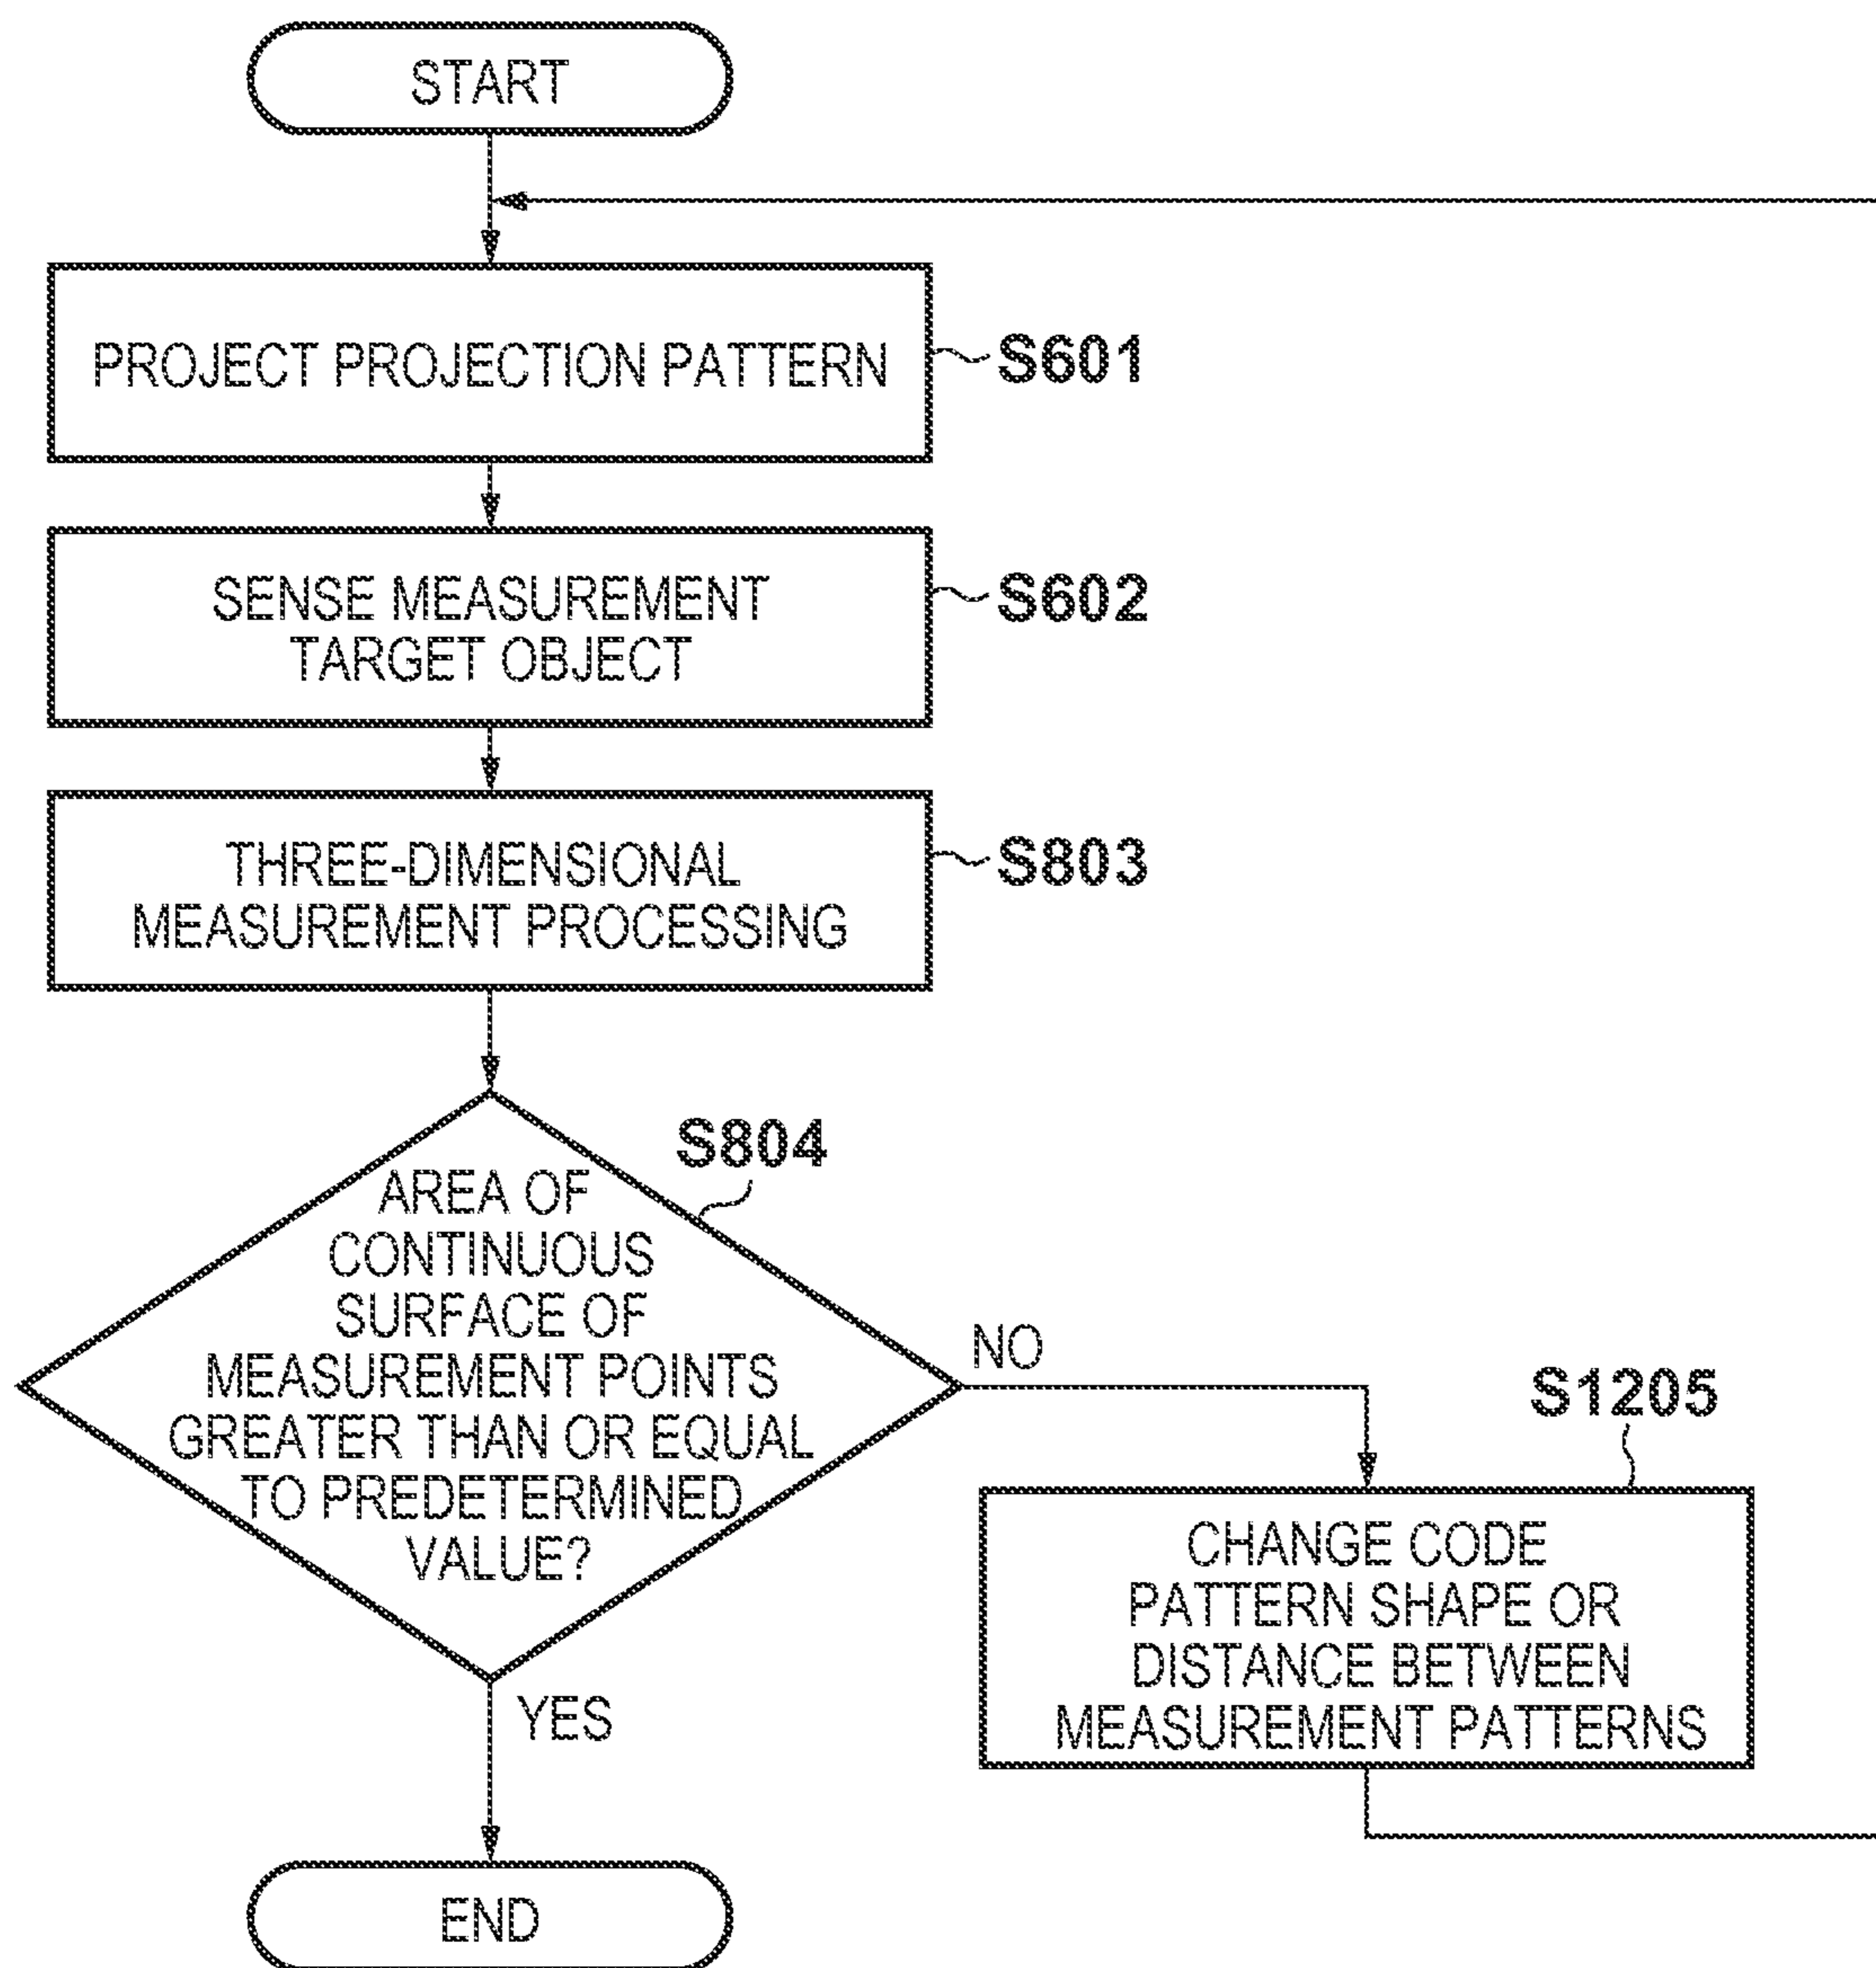 START
PROJECT PROJECTION PATTERN
S601
SENSE MEASUREMENT
TARGET OBJECT
S602
THREE-DIMENSIONAL
MEASUREMENT PROCESSING
S803
S804
AREA OF
CONTINUOUS
SURFACE OF
MEASUREMENT POINTS
GREATER THAN OR EQUAL
TO PREDETERMINED
VALUE?
NO
S1205
CHANGE CODE
PATTERN SHAPE OR
DISTANCE BETWEEN
MEASUREMENT PATTERNS
YES
END